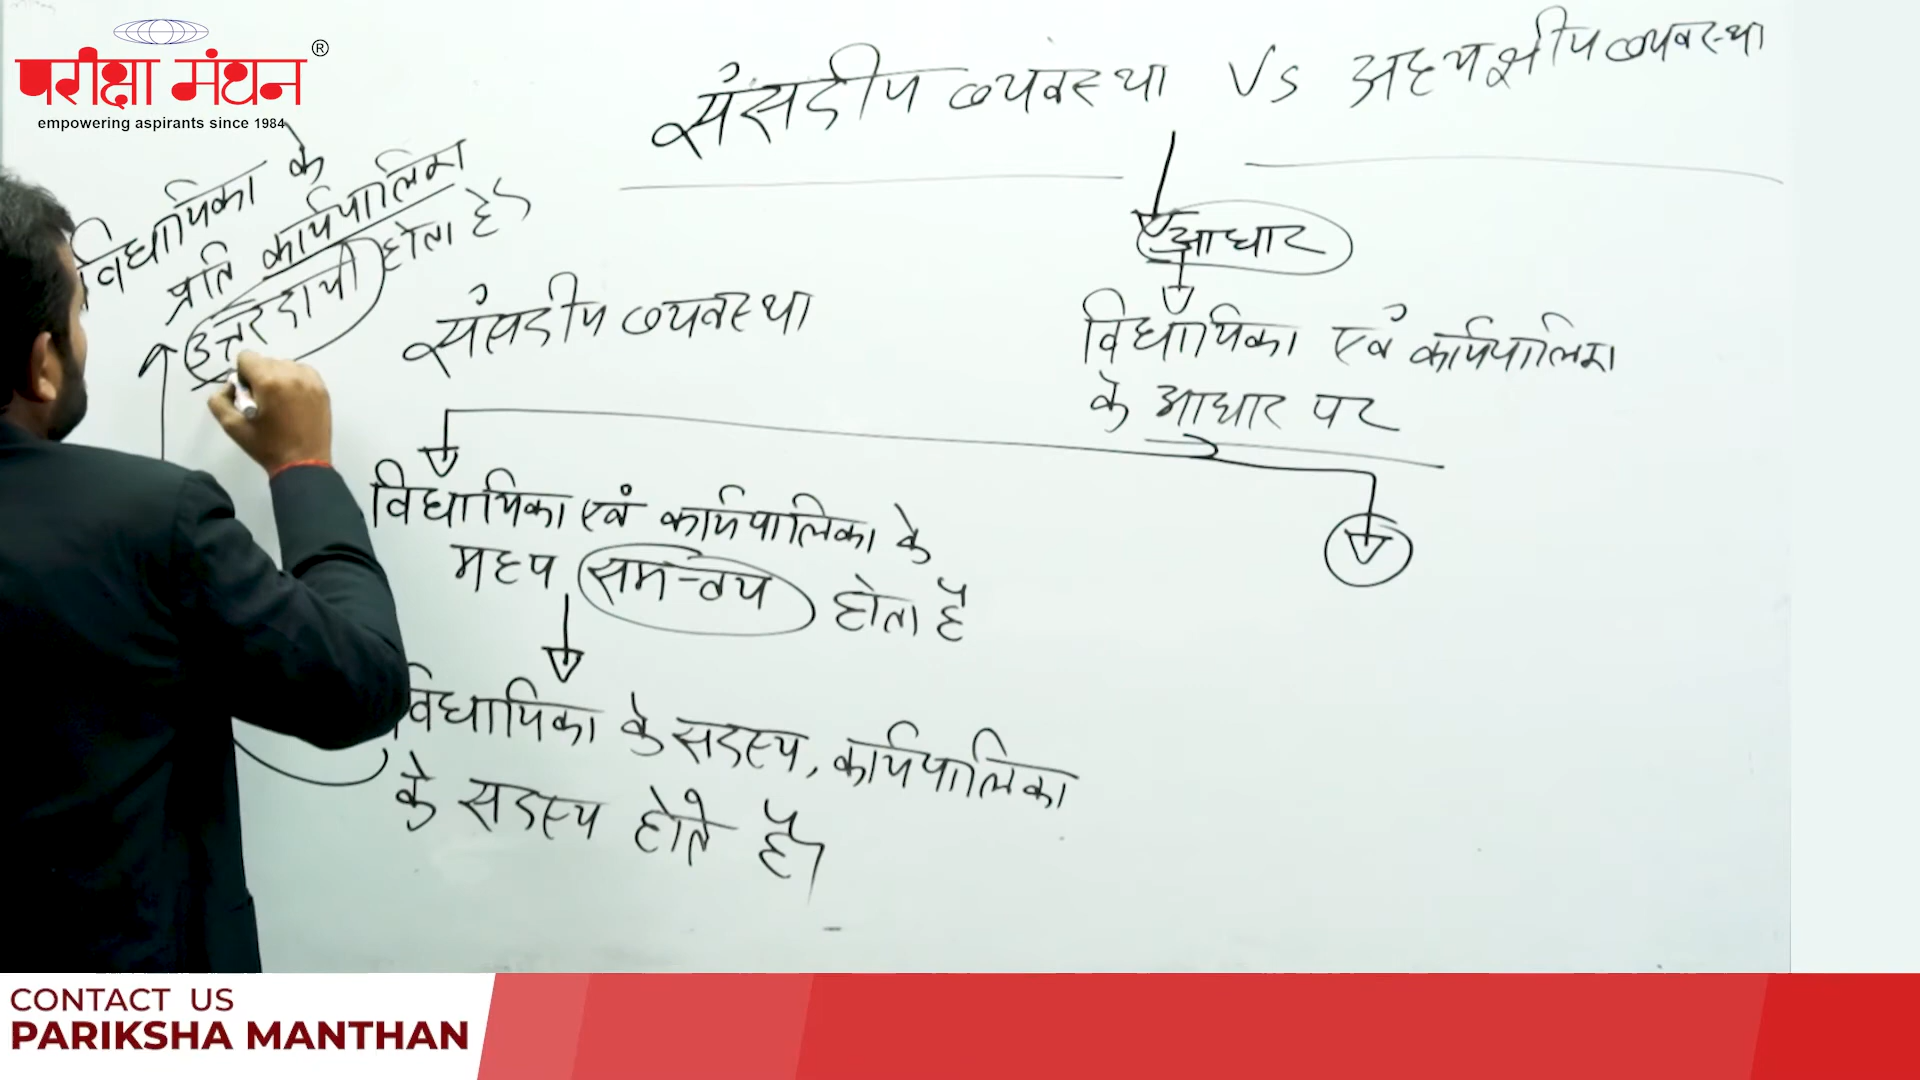 परीक्षा मंथन ®
empowering aspirants since 1984
संसदीय व्यवस्था Vs अध्यक्षीय व्यवस्था
आधार
विधायिका एवं कार्यपालिका
के आधार पर
विधायिका के
प्रति कार्यपालिका
उत्तरदायी होता है।
संसदीय व्यवस्था
विधायिका एवं कार्यपालिका के
मध्य समन्वय होता है
विधायिका के सदस्य, कार्यपालिका
के सदस्य होते है।
CONTACT US
PARIKSHA MANTHAN